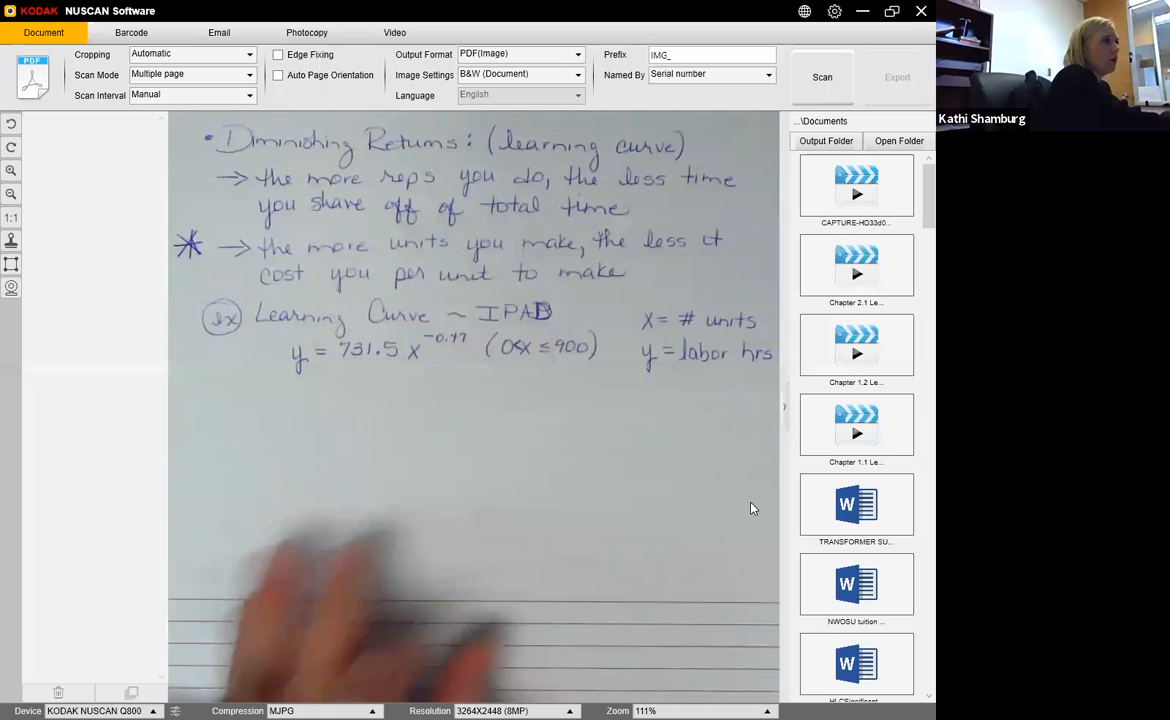 KODAK NUSCAN Software
Document
Barcode
Email
Photocopy
Video
Cropping
Automatic
Edge Fixing
Output Format
PDF(Image)
Prefix
IMG_
PDF
Scan Mode
Multiple page
Auto Page Orientation
Image Settings
B&W (Document)
Named By
Serial number
Scan
Export
Scan Interval
Manual
Language
English
Kathi Shamburg
...\Documents
Output Folder
Open Folder
1:1
• Diminishing Returns: (learning curve)
→ the more reps you do, the less time
you shave off of total time
* → the more units you make, the less it
cost you per unit to make
ex Learning Curve ~ IPAD
x = # units
y = 731.5 x^-0.47 (0<x≤900)
y = labor hrs
CAPTURE-HD33d0...
Chapter 2.1 Le...
Chapter 1.2 Le...
Chapter 1.1 Le...
TRANSFORMER SU...
NWOSU tuition ...
Device
KODAK NUSCAN Q800
Compression
MJPG
Resolution
3264X2448 (8MP)
Zoom
111%